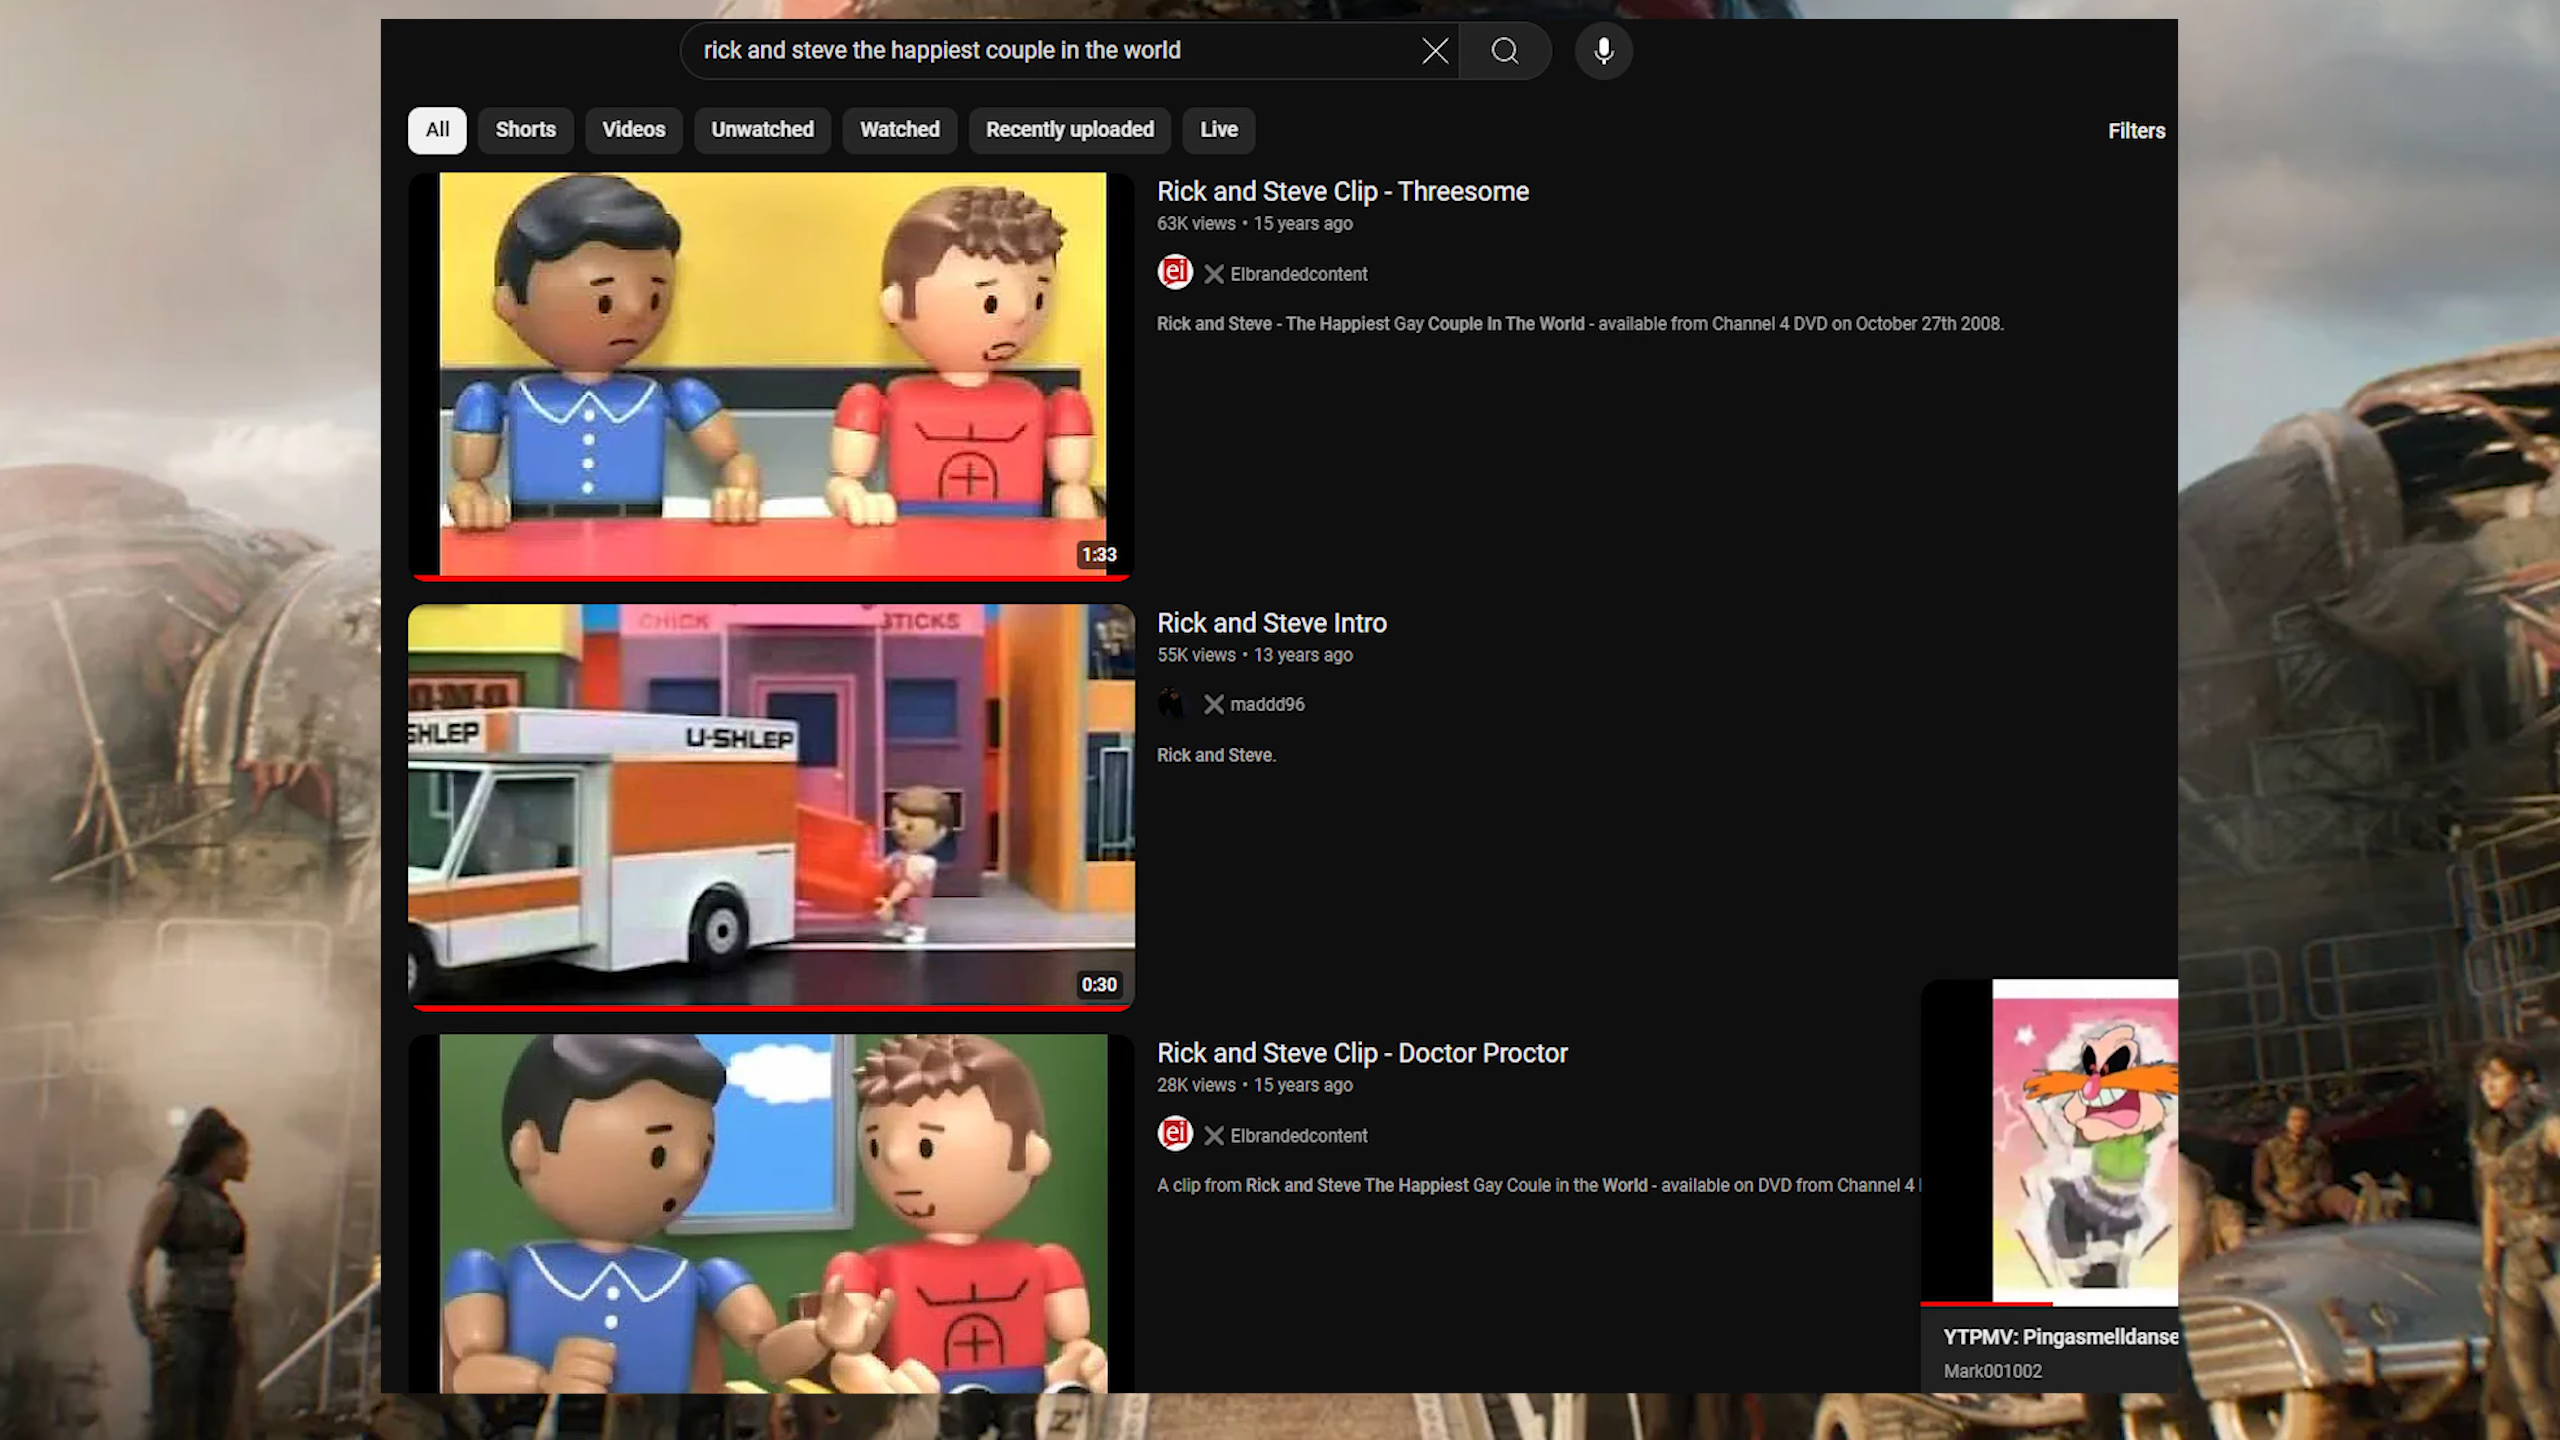 rick and steve the happiest couple in the world
All
Shorts
Videos
Unwatched
Watched
Recently uploaded
Live
Filters
1:33
Rick and Steve Clip - Threesome
63K views • 15 years ago
ei
EIbrandedcontent
Rick and Steve - The Happiest Gay Couple In The World - available from Channel 4 DVD on October 27th 2008.
CHICK STICKS
SHLEP
U-SHLEP
0:30
Rick and Steve Intro
55K views • 13 years ago
maddd96
Rick and Steve.
Rick and Steve Clip - Doctor Proctor
28K views • 15 years ago
ei
EIbrandedcontent
A clip from Rick and Steve The Happiest Gay Coule in the World - available on DVD from Channel 4
YTPMV: Pingasmelldanse
Mark001002